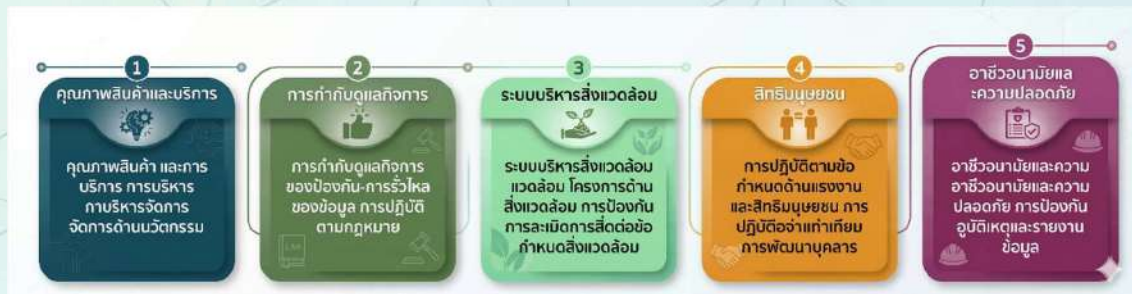 1
คุณภาพสินค้าและบริการ
คุณภาพสินค้า และการ
บริการ การบริหาร
กาบริหารจัดการ
จัดการด้านนวัตกรรม
2
การกำกับดูแลกิจการ
การกำกับดูแลกิจการ
ของป้องกัน-การรั่วไหล
ของข้อมูล การปฏิบัติ
ตามกฎหมาย
3
ระบบบริหารสิ่งแวดล้อม
ระบบบริหารสิ่งแวดล้อม
แวดล้อม โครงการด้าน
สิ่งแวดล้อม การป้องกัน
การละเมิดการสิ่ดต่อข้อ
กำหนดสิ่งแวดล้อม
4
สิทธิมนุษยชน
การปฏิบัติตามข้อ
กำหนดด้านแรงงาน
และสิทธิมนุษยชน การ
ปฏิบัติอจ่าแท่าเทียม
การพัฒนาบุคลาร
5
อาชีวอนามัยแล
ะความปลอดภัย
อาชีวอนามัยและความ
อาชีวอนามัยและความ
ปลอดภัย การป้องกัน
อุบัติเหตุและรายงาน
ข้อมูล